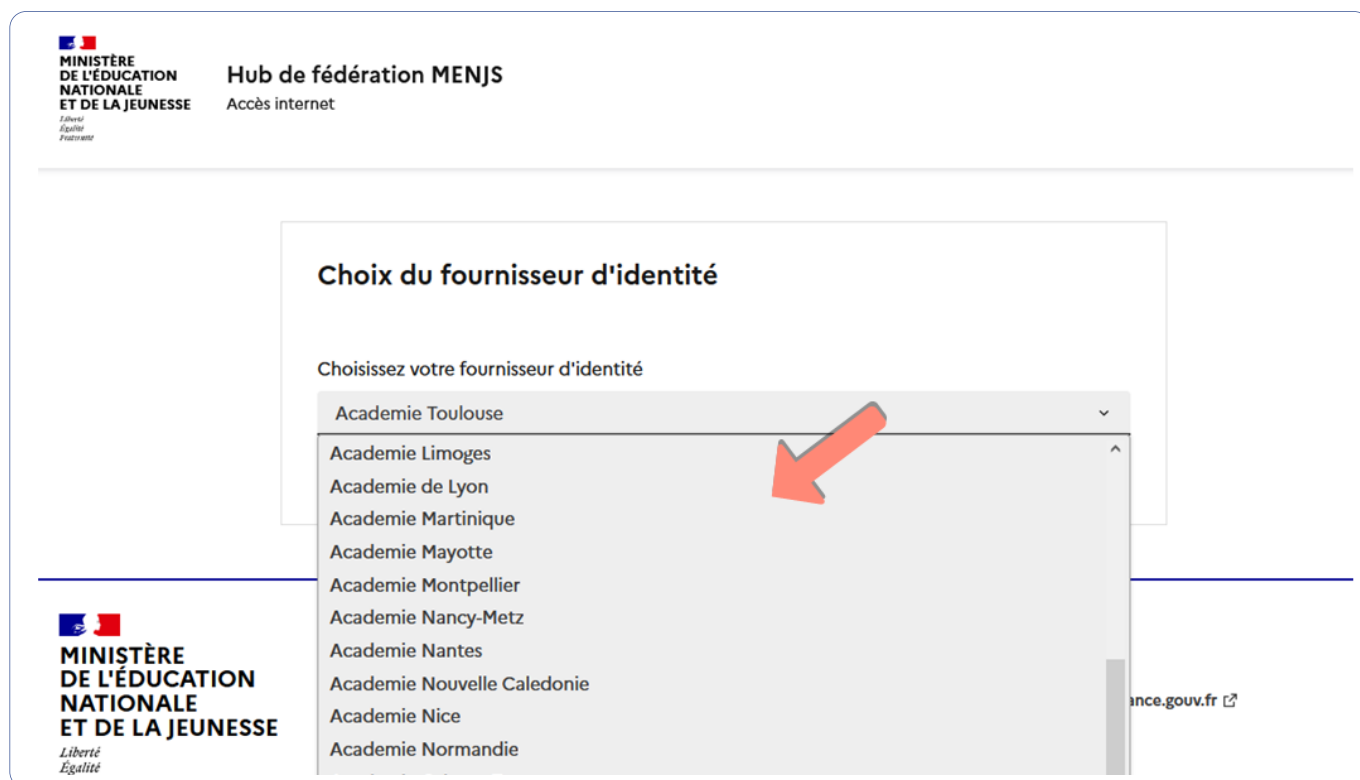 MINISTÈRE
DE L'ÉDUCATION
NATIONALE
ET DE LA JEUNESSE
Liberté
Égalité
Fraternité
Hub de fédération MENJS
Accès internet
Choix du fournisseur d'identité
Choisissez votre fournisseur d'identité
Academie Toulouse
Academie Limoges
Academie de Lyon
Academie Martinique
Academie Mayotte
Academie Montpellier
Academie Nancy-Metz
Academie Nantes
Academie Nouvelle Caledonie
Academie Nice
Academie Normandie
MINISTÈRE
DE L'ÉDUCATION
NATIONALE
ET DE LA JEUNESSE
Liberté
Égalité
ance.gouv.fr